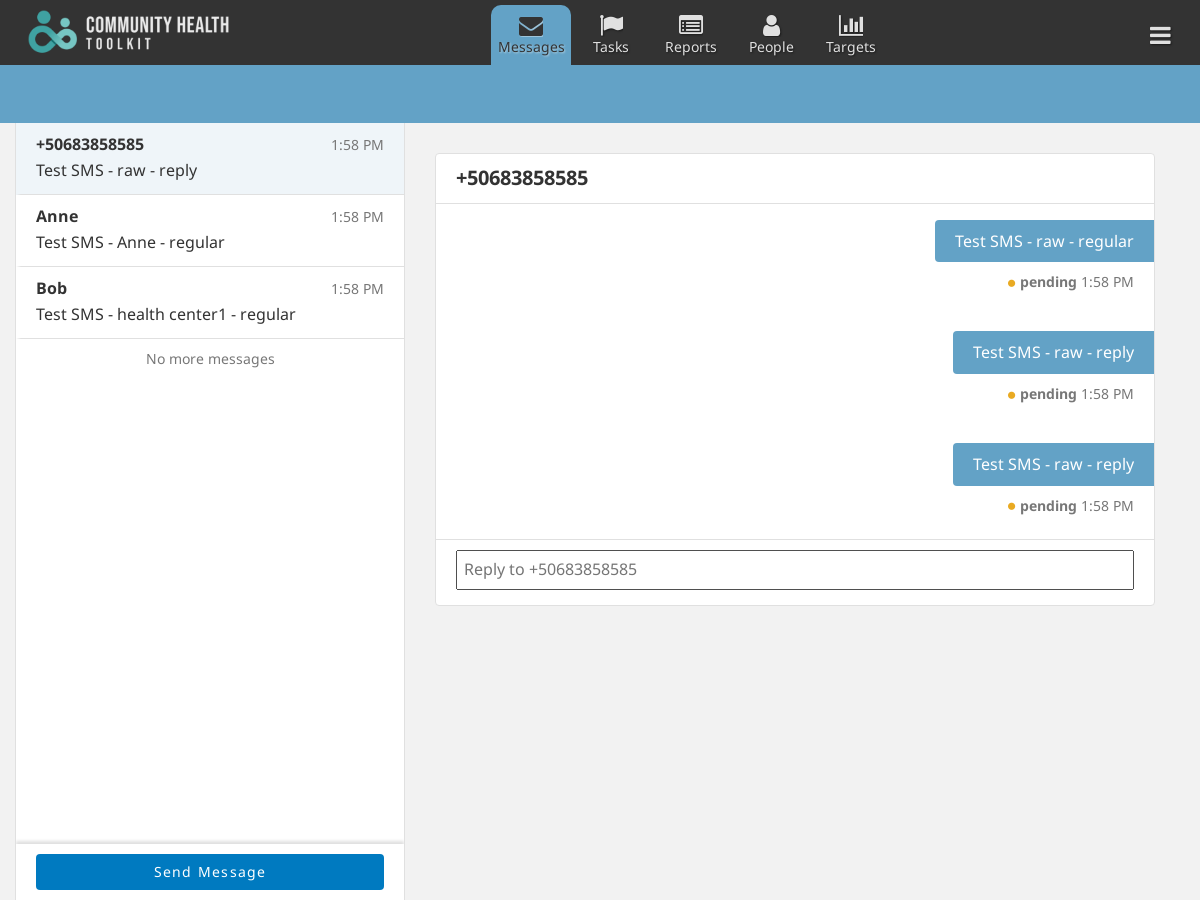 COMMUNITY HEALTH
TOOLKIT
Messages
Tasks
Reports
People
Targets
+50683858585
1:58 PM
Test SMS - raw - reply
Anne
1:58 PM
Test SMS - Anne - regular
Bob
1:58 PM
Test SMS - health center1 - regular
No more messages
Send Message
+50683858585
Test SMS - raw - regular
pending 1:58 PM
Test SMS - raw - reply
pending 1:58 PM
Test SMS - raw - reply
pending 1:58 PM
Reply to +50683858585